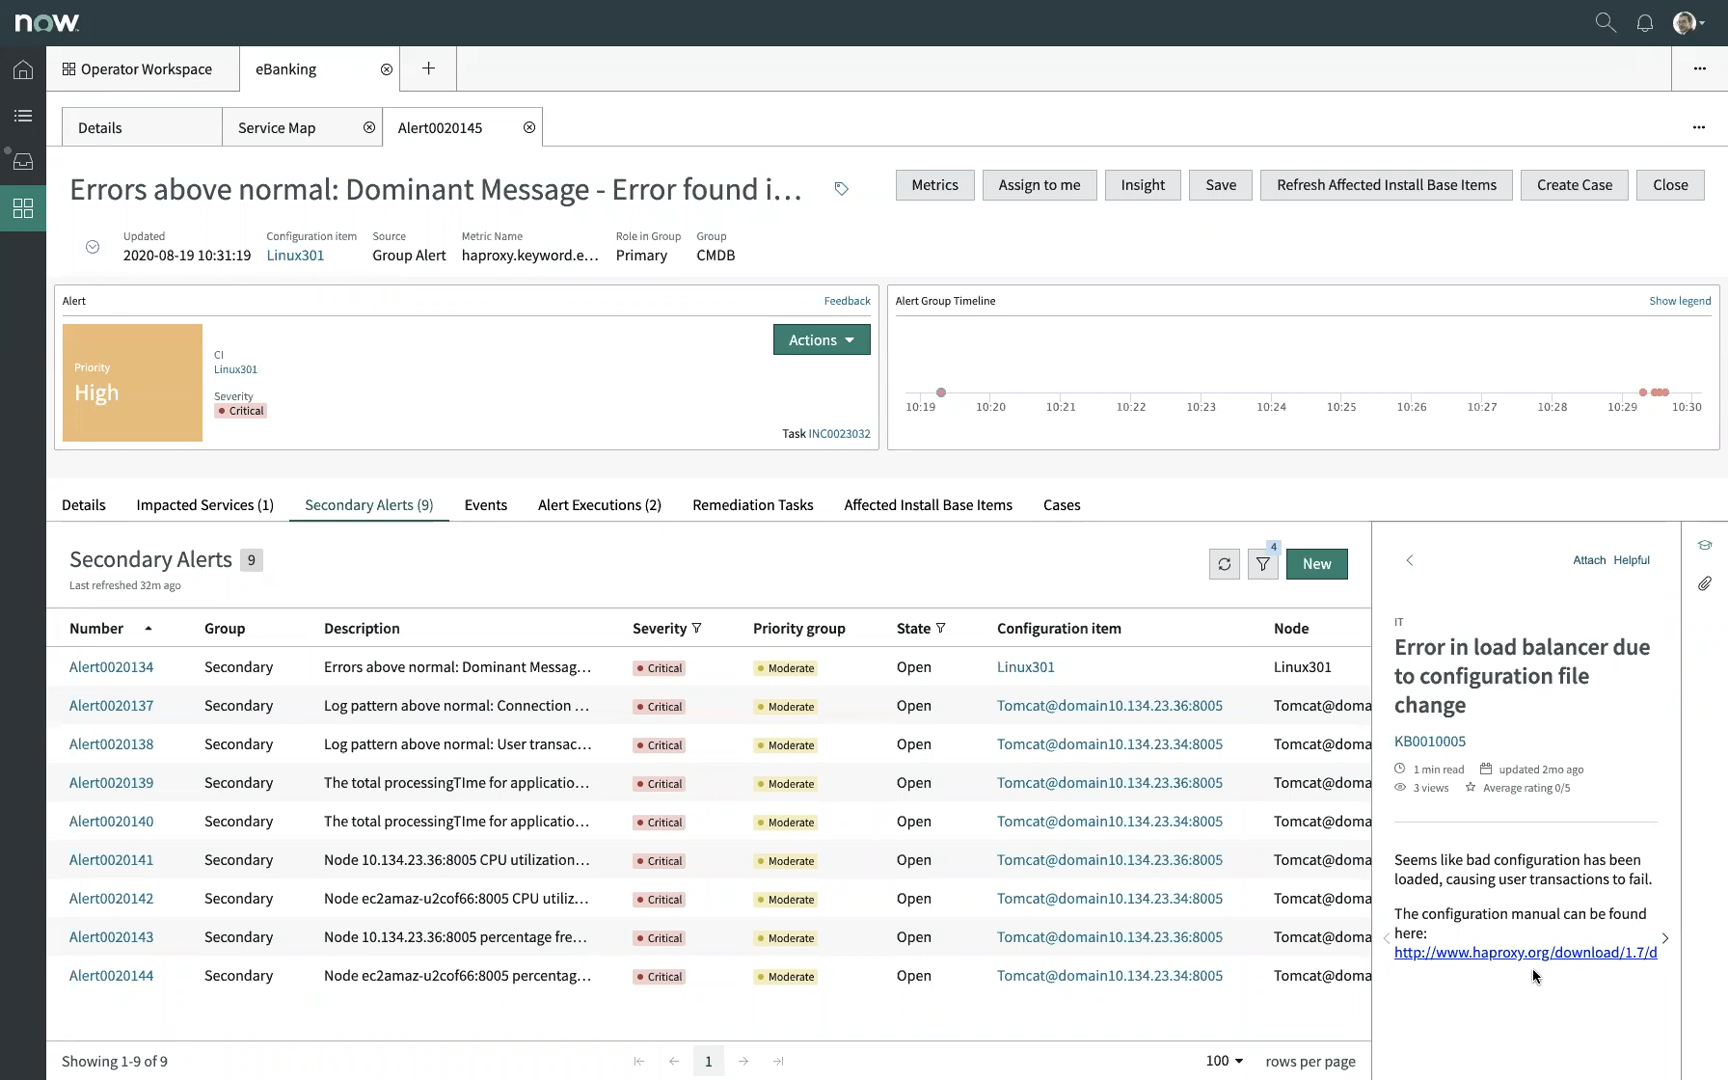 now.
Operator Workspace
eBanking
Details
Service Map
Alert0020145
Errors above normal: Dominant Message - Error found i...
Metrics
Assign to me
Insight
Save
Refresh Affected Install Base Items
Create Case
Close
Updated
2020-08-19 10:31:19
Configuration item
Linux301
Source
Group Alert
Metric Name
haproxy.keyword.e...
Role in Group
Primary
Group
CMDB
Alert
Feedback
Priority
High
CI
Linux301
Severity
Critical
Actions
Task INC0023032
Alert Group Timeline
Show legend
10:19 10:20 10:21 10:22 10:23 10:24 10:25 10:26 10:27 10:28 10:29 10:30
Details
Impacted Services (1)
Secondary Alerts (9)
Events
Alert Executions (2)
Remediation Tasks
Affected Install Base Items
Cases
Secondary Alerts 9
Last refreshed 32m ago
4
New
Number Group Description Severity Priority group State Configuration item Node
Alert0020134 Secondary Errors above normal: Dominant Messag... Critical Moderate Open Linux301 Linux301
Alert0020137 Secondary Log pattern above normal: Connection ... Critical Moderate Open Tomcat@domain10.134.23.36:8005 Tomcat@doma
Alert0020138 Secondary Log pattern above normal: User transac... Critical Moderate Open Tomcat@domain10.134.23.34:8005 Tomcat@doma
Alert0020139 Secondary The total processingTIme for applicatio... Critical Moderate Open Tomcat@domain10.134.23.36:8005 Tomcat@doma
Alert0020140 Secondary The total processingTIme for applicatio... Critical Moderate Open Tomcat@domain10.134.23.34:8005 Tomcat@doma
Alert0020141 Secondary Node 10.134.23.36:8005 CPU utilization... Critical Moderate Open Tomcat@domain10.134.23.36:8005 Tomcat@doma
Alert0020142 Secondary Node ec2amaz-u2cof66:8005 CPU utiliz... Critical Moderate Open Tomcat@domain10.134.23.34:8005 Tomcat@doma
Alert0020143 Secondary Node 10.134.23.36:8005 percentage fre... Critical Moderate Open Tomcat@domain10.134.23.36:8005 Tomcat@doma
Alert0020144 Secondary Node ec2amaz-u2cof66:8005 percentag... Critical Moderate Open Tomcat@domain10.134.23.34:8005 Tomcat@doma
Showing 1-9 of 9
1
100 rows per page
Attach Helpful
IT
Error in load balancer due
to configuration file
change
KB0010005
1 min read updated 2mo ago
3 views Average rating 0/5
Seems like bad configuration has been
loaded, causing user transactions to fail.
The configuration manual can be found
here:
http://www.haproxy.org/download/1.7/d